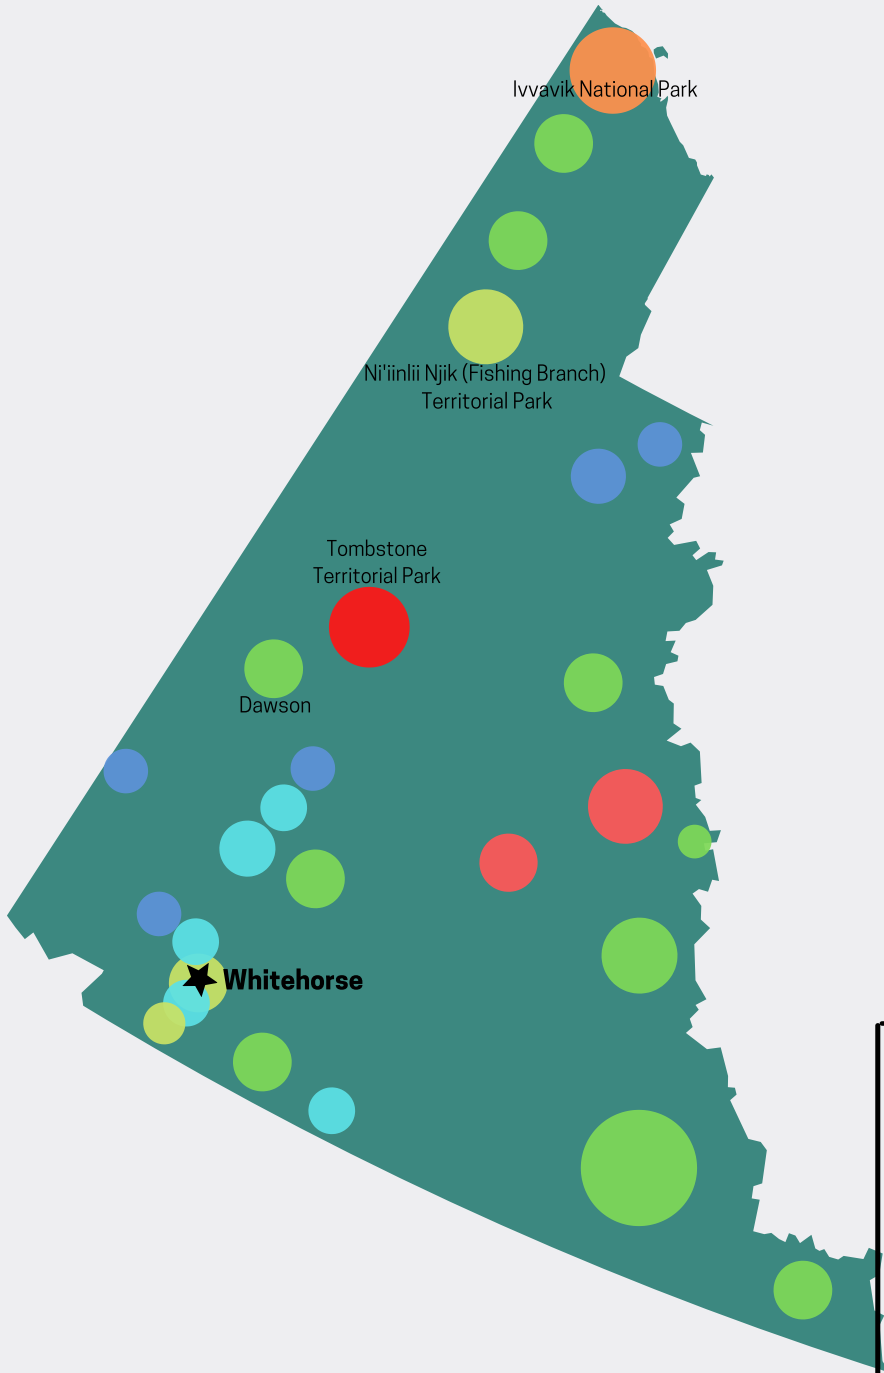 Ivvavik National Park
Ni'iinlii Njik (Fishing Branch)
Territorial Park
Tombstone
Territorial Park
Dawson
Whitehorse